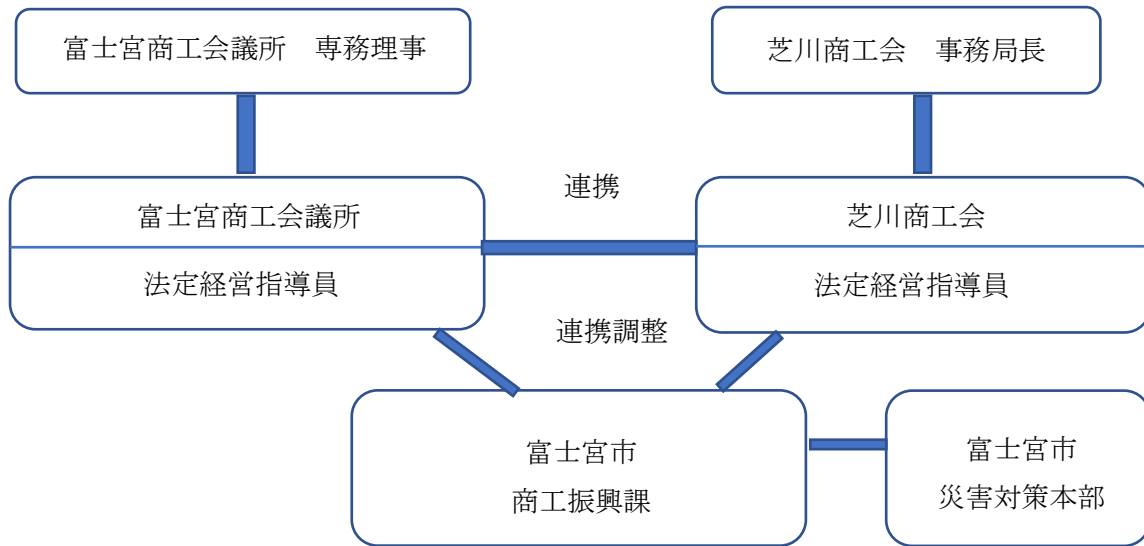 富士宮商工会議所　専務理事
芝川商工会　事務局長
連携
富士宮商工会議所
芝川商工会
法定経営指導員
法定経営指導員
連携調整
富士宮市
商工振興課
富士宮市
災害対策本部